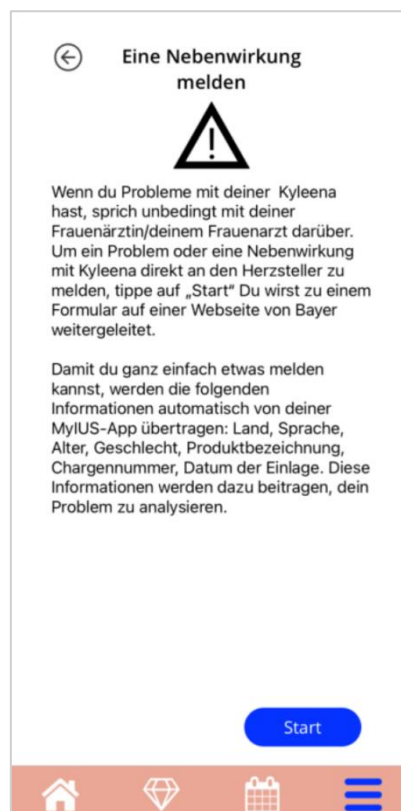 Eine Nebenwirkung
melden
Wenn du Probleme mit deiner Kyleena
hast, sprich unbedingt mit deiner
Frauenärztin/deinem Frauenarzt darüber.
Um ein Problem oder eine Nebenwirkung
mit Kyleena direkt an den Herzsteller zu
melden, tippe auf „Start“ Du wirst zu einem
Formular auf einer Webseite von Bayer
weitergeleitet.
Damit du ganz einfach etwas melden
kannst, werden die folgenden
Informationen automatisch von deiner
MyIUS-App übertragen: Land, Sprache,
Alter, Geschlecht, Produktbezeichnung,
Chargennummer, Datum der Einlage. Diese
Informationen werden dazu beitragen, dein
Problem zu analysieren.
Start